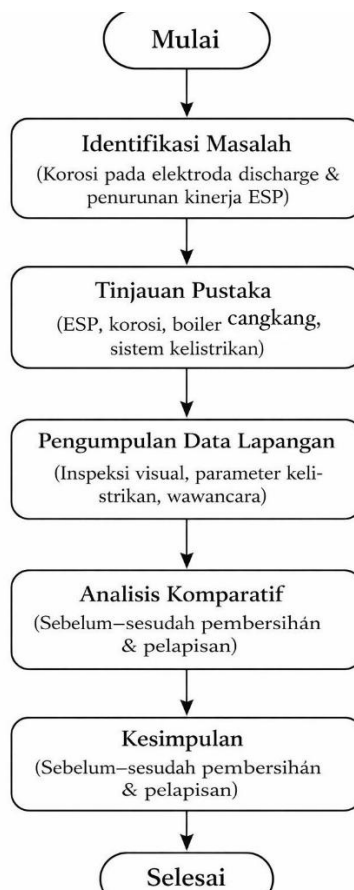 Mulai
Identifikasi Masalah
(Korosi pada elektroda discharge &
penurunan kinerja ESP)
Tinjauan Pustaka
(ESP, korosi, boiler cangkang,
sistem kelistrikan)
Pengumpulan Data Lapangan
(Inspeksi visual, parameter keli-
strikan, wawancara)
Analisis Komparatif
(Sebelum–sesudah pembersihán
& pelapisan)
Kesimpulan
(Sebelum–sesudah pembersihán
& pelapisan)
Selesai